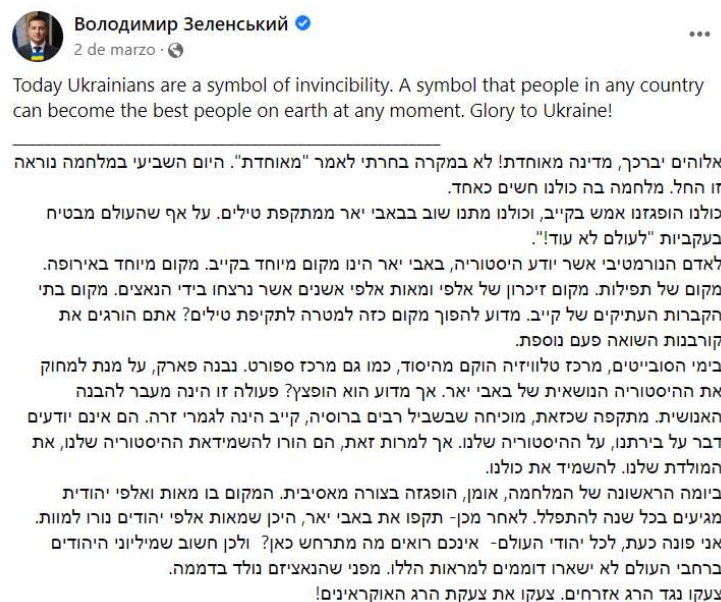 Володимир Зеленський
2 de marzo ·
Today Ukrainians are a symbol of invincibility. A symbol that people in any country
can become the best people on earth at any moment. Glory to Ukraine!
אלוהים יברכך, מדינה מאוחדת! לא במקרה בחרתי לאמר "מאוחדת". היום השביעי במלחמה נוראה
זו החל. מלחמה בה כולנו חשים כאחד.
כולנו הופגזנו אמש בקייב, וכולנו מתנו שוב בבאבי יאר ממתקפת טילים. על אף שהעולם מבטיח
בעקביות "לעולם לא עוד!".
לאדם הנורמטיבי אשר יודע היסטוריה, באבי יאר הינו מקום מיוחד בקייב. מקום מיוחד באירופה.
מקום של תפילות. מקום זיכרון של אלפי ומאות אלפי אשנים אשר נרצחו בידי הנאצים. מקום בתי
הקברות העתיקים של קייב. מדוע להפוך מקום כזה למטרה לתקיפת טילים? אתם הורגים את
קורבנות השואה פעם נוספת.
בימי הסובייטים, מרכז טלוויזיה הוקם מהיסוד, כמו גם מרכז ספורט. נבנה פארק, על מנת למחוק
את ההיסטוריה הנושאית של באבי יאר. אך מדוע הוא הופצץ? פעולה זו הינה מעבר להבנה
האנושית. מתקפה שכזאת, מוכיחה שבשביל רבים ברוסיה, קייב הינה לגמרי זרה. הם אינם יודעים
דבר על בירתנו, על ההיסטוריה שלנו. אך למרות זאת, הם הורו להשמידאת ההיסטוריה שלנו, את
המולדת שלנו. להשמיד את כולנו.
ביומה הראשונה של המלחמה, אומן, הופגזה בצורה מאסיבית. המקום בו מאות ואלפי יהודית
מגיעים בכל שנה להתפלל. לאחר מכן- תקפו את באבי יאר, היכן שמאות אלפי יהודים נורו למוות.
אני פונה כעת, לכל יהודי העולם- אינכם רואים מה מתרחש כאן? ולכן חשוב שמיליוני היהודים
ברחבי העולם לא ישארו דוממים למראות הללו. מפני שהנאציזם נולד בדממה.
צעקו נגד הרג אזרחים. צעקו את צעקת הרג האוקראינים!